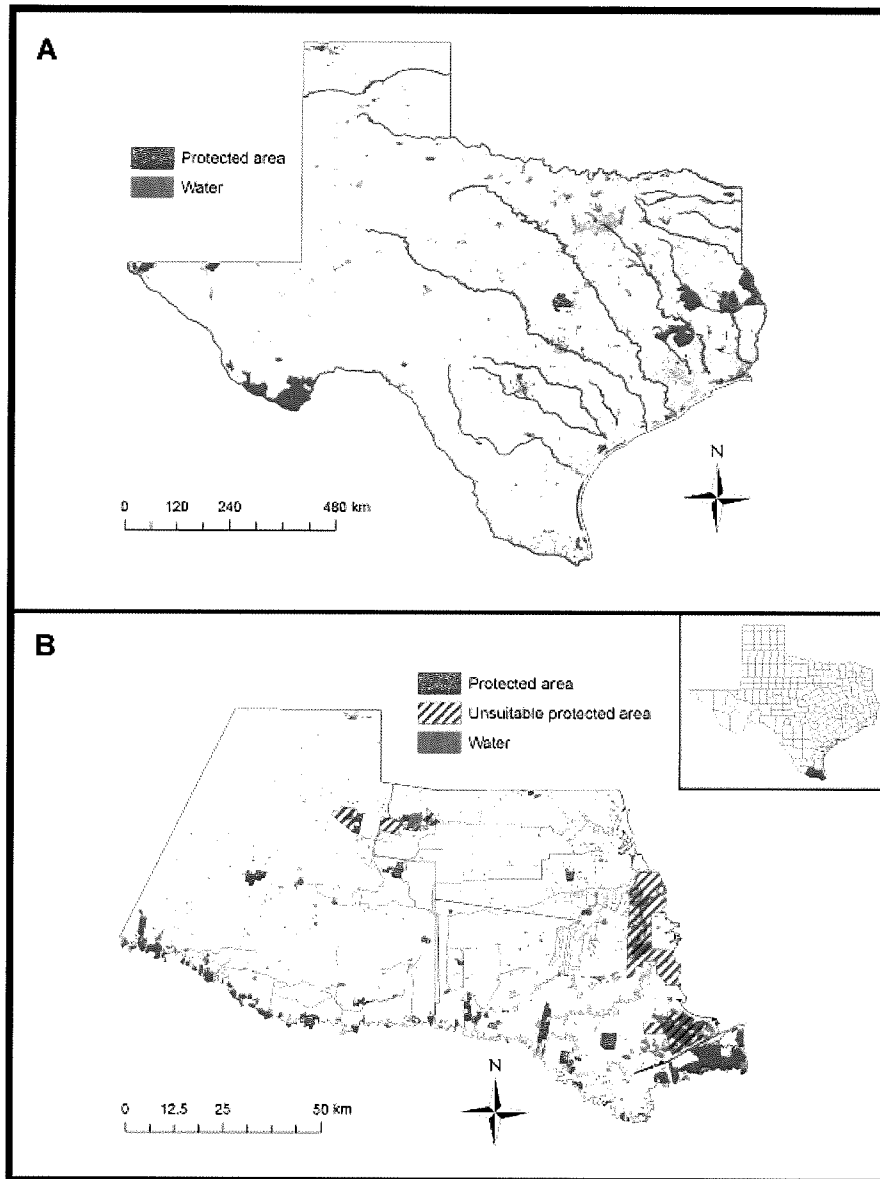 A
Protected area
Water
N
0 120 240 480 km
B
Protected area
Unsuitable protected area
Water
N
0 12.5 25 50 km